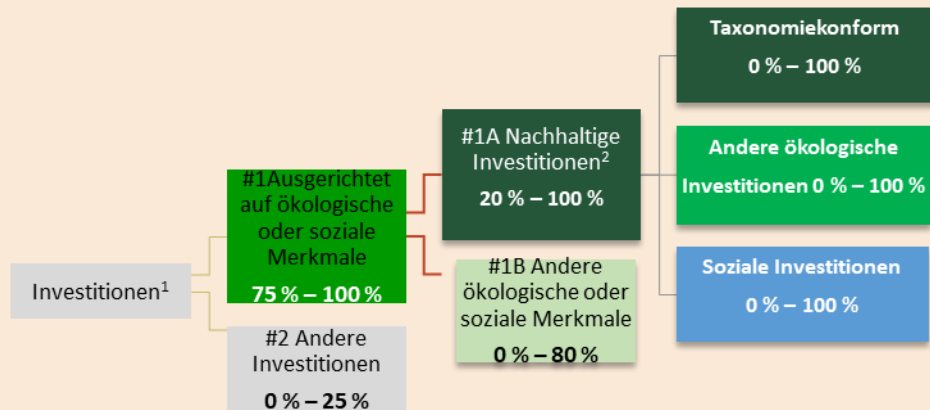 Investitionen¹
#1Ausgerichtet
auf ökologische
oder soziale
Merkmale
75 % – 100 %
#2 Andere
Investitionen
0 % – 25 %
#1A Nachhaltige
Investitionen²
20 % – 100 %
#1B Andere
ökologische oder
soziale Merkmale
0 % – 80 %
Taxonomiekonform
0 % – 100 %
Andere ökologische
Investitionen 0 % – 100 %
Soziale Investitionen
0 % – 100 %